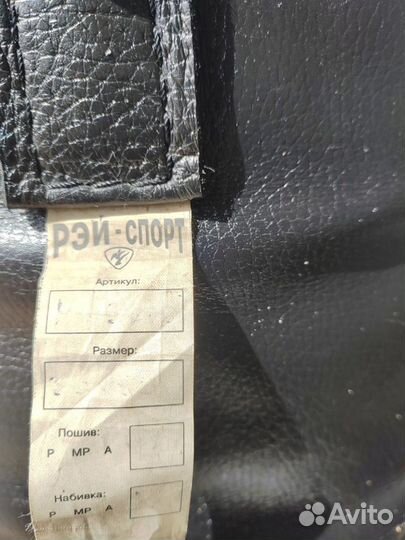 РЭЙ-СПОРТ
Артикул:
Размер:
Пошив:
Р МР А
Набивка:
Р МР А
Avito